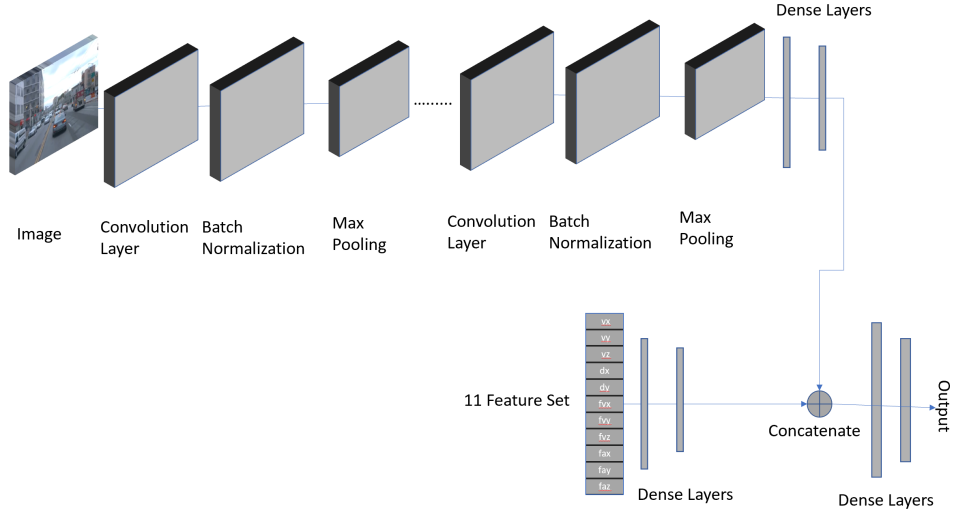 Dense Layers
.........
Image
Convolution
Layer
Batch
Normalization
Max
Pooling
Convolution
Layer
Batch
Normalization
Max
Pooling
11 Feature Set
vx
vy
vz
dx
dy
fvx
fvy
fvz
fax
fay
faz
Dense Layers
Concatenate
Output
Dense Layers